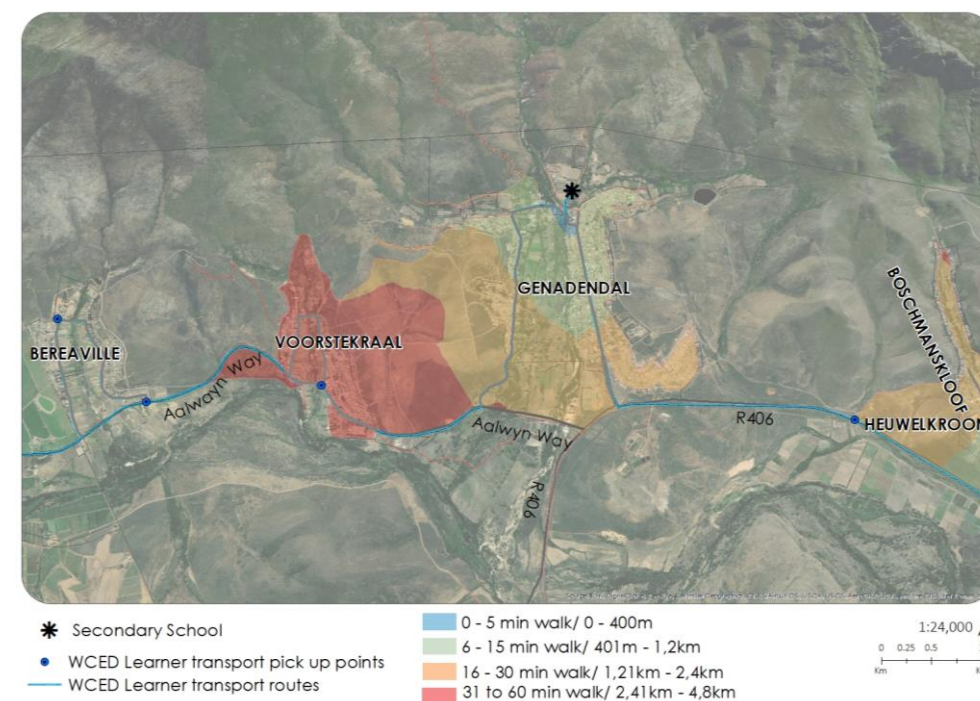 GENADENDAL
BOSCHMANSKLOOF
VOORSTEKRAAL
BEREAVILLE
Aalwayn Way
Aalwyn Way
R406
HEUWELKROON
R406
Secondary School
WCED Learner transport pick up points
WCED Learner transport routes
0 - 5 min walk/ 0 - 400m
6 - 15 min walk/ 401m - 1,2km
16 - 30 min walk/ 1,21km - 2,4km
31 to 60 min walk/ 2,41km - 4,8km
1:24,000
0 0.25 0.5
Km